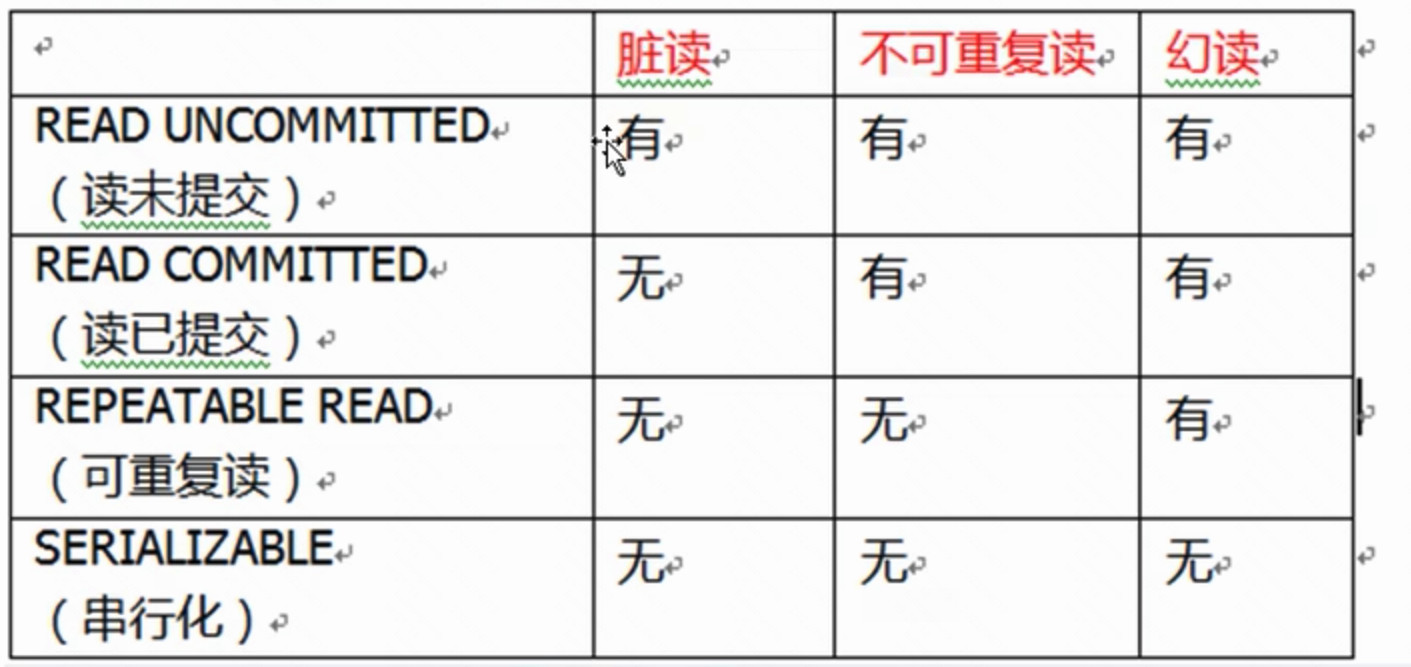 脏读 不可重复读 幻读
READ UNCOMMITTED 有 有 有
（读未提交）
READ COMMITTED 无 有 有
（读已提交）
REPEATABLE READ 无 无 有
（可重复读）
SERIALIZABLE 无 无 无
（串行化）